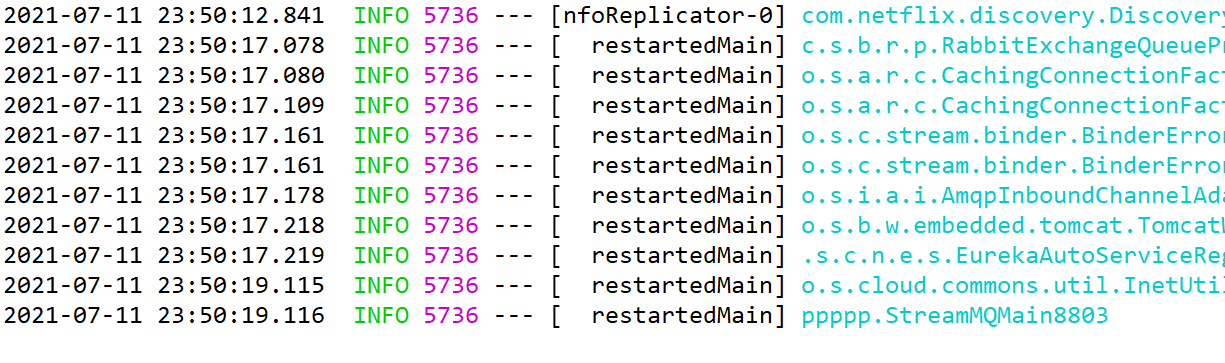 2021-07-11 23:50:12.841  INFO 5736 --- [nfoReplicator-0] com.netflix.discovery.Discovery
2021-07-11 23:50:17.078  INFO 5736 --- [  restartedMain] c.s.b.r.p.RabbitExchangeQueueP
2021-07-11 23:50:17.080  INFO 5736 --- [  restartedMain] o.s.a.r.c.CachingConnectionFact
2021-07-11 23:50:17.109  INFO 5736 --- [  restartedMain] o.s.a.r.c.CachingConnectionFact
2021-07-11 23:50:17.161  INFO 5736 --- [  restartedMain] o.s.c.stream.binder.BinderError
2021-07-11 23:50:17.161  INFO 5736 --- [  restartedMain] o.s.c.stream.binder.BinderError
2021-07-11 23:50:17.178  INFO 5736 --- [  restartedMain] o.s.i.a.i.AmqpInboundChannelAda
2021-07-11 23:50:17.218  INFO 5736 --- [  restartedMain] o.s.b.w.embedded.tomcat.TomcatW
2021-07-11 23:50:17.219  INFO 5736 --- [  restartedMain] .s.c.n.e.s.EurekaAutoServiceReg
2021-07-11 23:50:19.115  INFO 5736 --- [  restartedMain] o.s.cloud.commons.util.InetUtil
2021-07-11 23:50:19.116  INFO 5736 --- [  restartedMain] ppppp.StreamMQMain8803